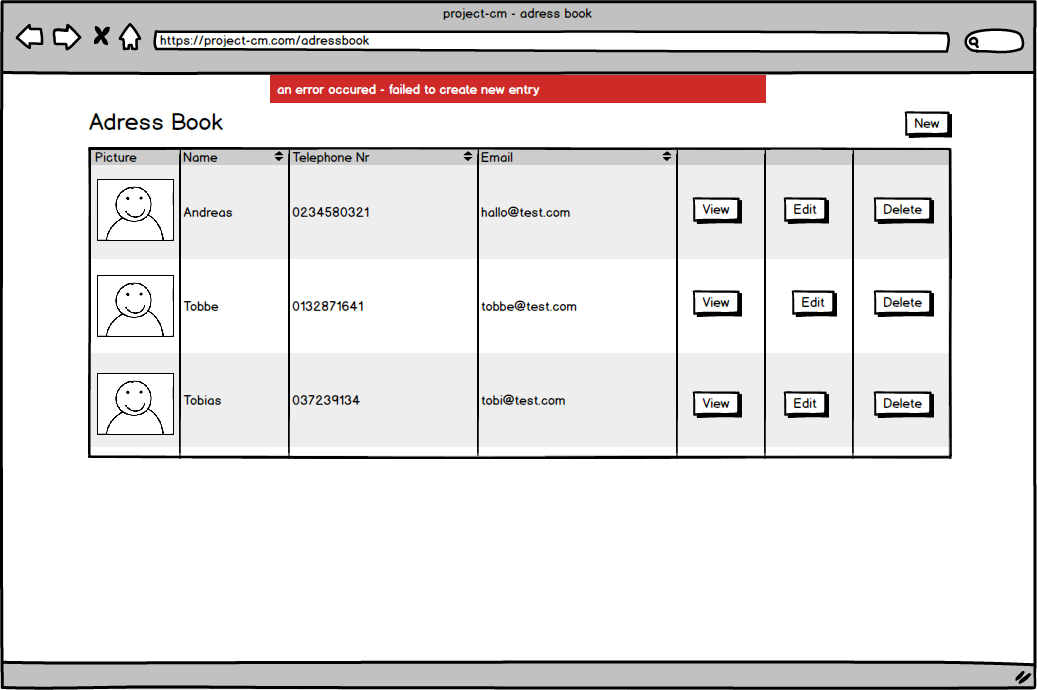 project-cm - adress book
https://project-cm.com/adressbook
an error occured - failed to create new entry
Adress Book
New
Picture Name Telephone Nr Email
Andreas 0234580321 hallo@test.com View Edit Delete
Tobbe 0132871641 tobbe@test.com View Edit Delete
Tobias 037239134 tobi@test.com View Edit Delete